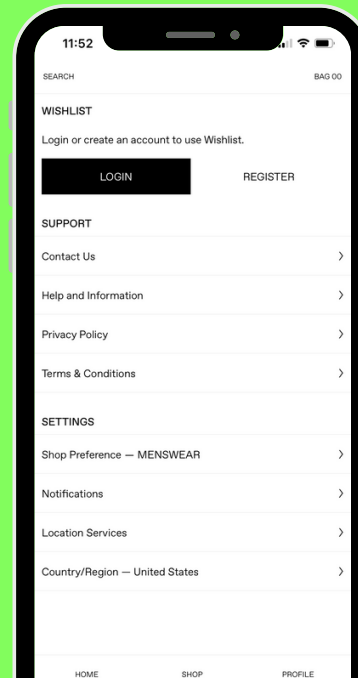 11:52
SEARCH BAG 00
WISHLIST
Login or create an account to use Wishlist.
LOGIN REGISTER
SUPPORT
Contact Us
Help and Information
Privacy Policy
Terms & Conditions
SETTINGS
Shop Preference — MENSWEAR
Notifications
Location Services
Country/Region — United States
HOME SHOP PROFILE